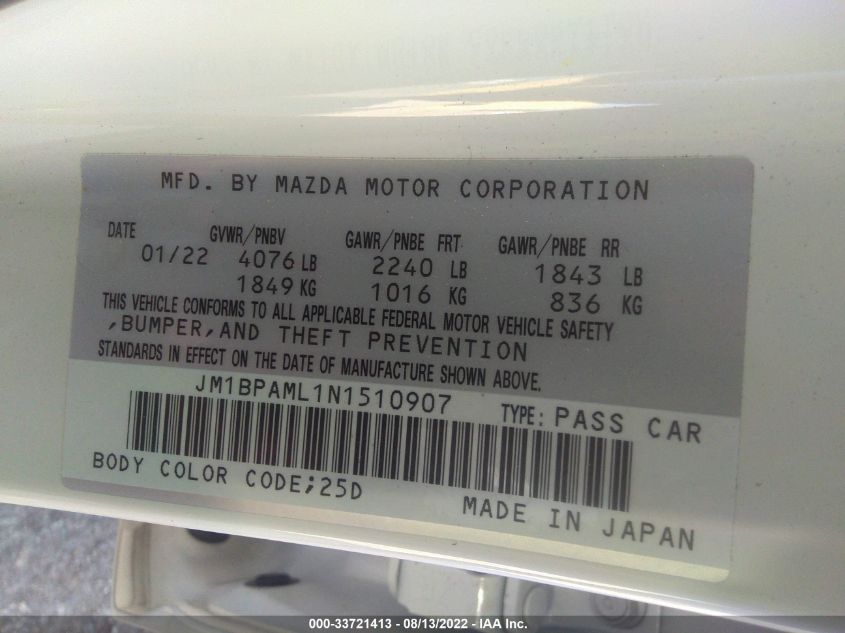 MFD. BY MAZDA MOTOR CORPORATION
DATE GVWR/PNBV GAWR/PNBE FRT GAWR/PNBE RR
01/22 4076 LB 2240 LB 1843 LB
1849 KG 1016 KG 836 KG
THIS VEHICLE CONFORMS TO ALL APPLICABLE FEDERAL MOTOR VEHICLE SAFETY
,BUMPER,AND THEFT PREVENTION
STANDARDS IN EFFECT ON THE DATE OF MANUFACTURE SHOWN ABOVE.
JM1BPAML1N1510907 TYPE: PASS CAR
BODY COLOR CODE;25D
MADE IN JAPAN
000-33721413 - 08/13/2022 - IAA Inc.